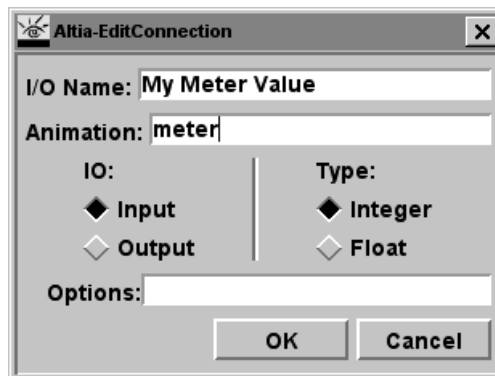 Altia-EditConnection
I/O Name: My Meter Value
Animation: meter
IO: Type:
Input Integer
Output Float
Options:
OK Cancel